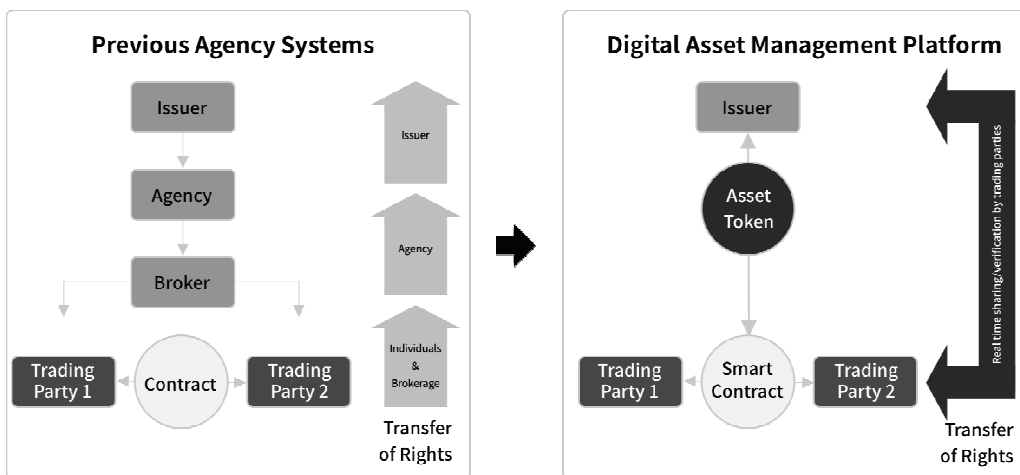 Previous Agency Systems
Issuer
Agency
Broker
Trading
Party 1
Contract
Trading
Party 2
Issuer
Agency
Individuals
&
Brokerage
Transfer
of Rights
Digital Asset Management Platform
Issuer
Asset
Token
Trading
Party 1
Smart
Contract
Trading
Party 2
Real time sharing/verification by trading parties
Transfer
of Rights